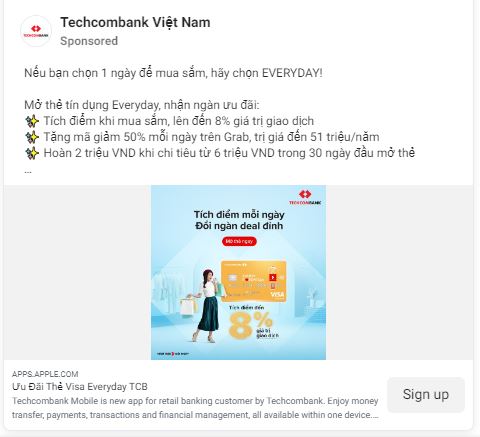 Techcombank Việt Nam
Sponsored
Nếu bạn chọn 1 ngày để mua sắm, hãy chọn EVERYDAY!
Mở thẻ tín dụng Everyday, nhận ngàn ưu đãi:
✨ Tích điểm khi mua sắm, lên đến 8% giá trị giao dịch
✨ Tặng mã giảm 50% mỗi ngày trên Grab, trị giá đến 51 triệu/năm
✨ Hoàn 2 triệu VND khi chi tiêu từ 6 triệu VND trong 30 ngày đầu mở thẻ
...
TECHCOMBANK
Tích điểm mỗi ngày
Đổi ngàn deal đỉnh
Mở thẻ ngay
VISA
Tích điểm đến
8% giá trị
giao dịch
APPS.APPLE.COM
Ưu Đãi Thẻ Visa Everyday TCB
Techcombank Mobile is new app for retail banking customer by Techcombank. Enjoy money
transfer, payments, transactions and financial management, all available within one device....
Sign up